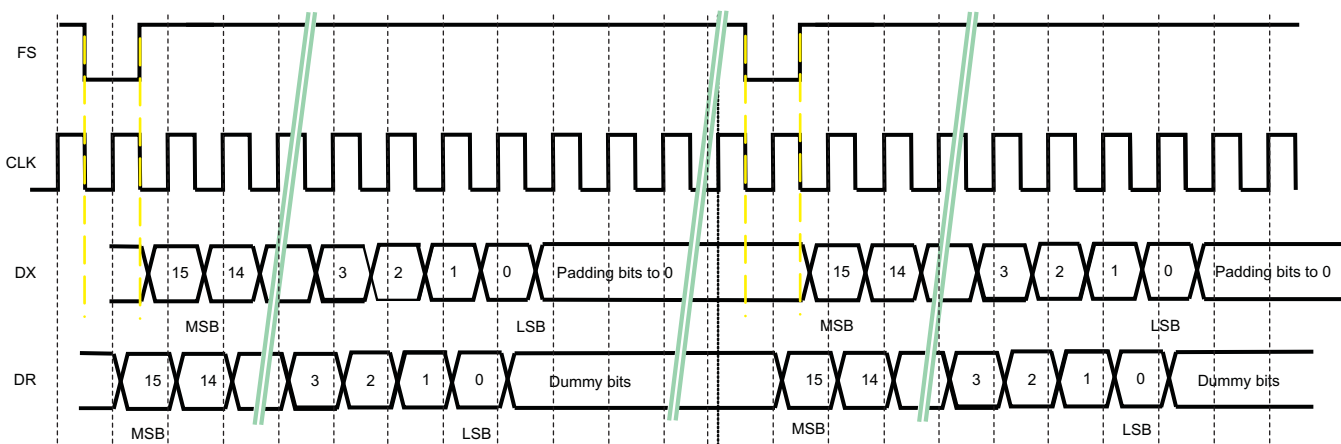 FS
CLK
DX 15 14 3 2 1 0 Padding bits to 0 15 14 3 2 1 0 Padding bits to 0
MSB LSB MSB LSB
DR 15 14 3 2 1 0 Dummy bits 15 14 3 2 1 0 Dummy bits
MSB LSB MSB LSB